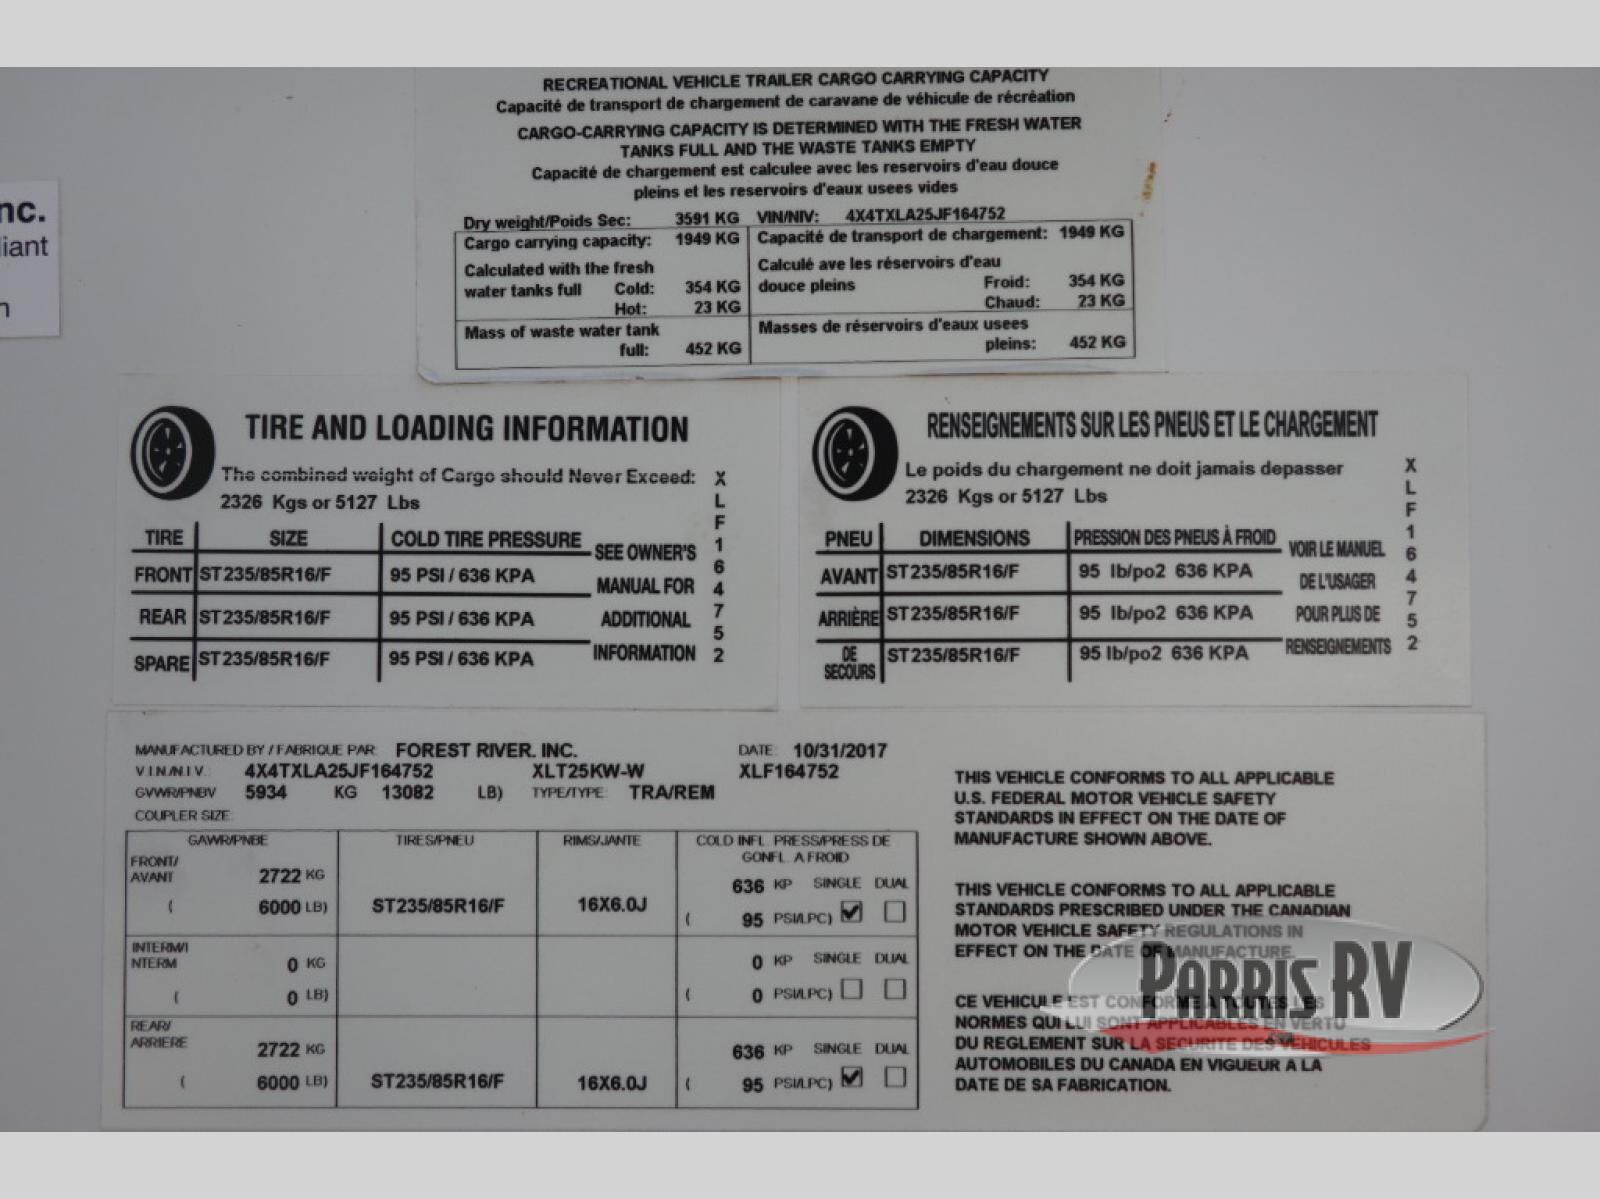 RECREATIONAL VEHICLE TRAILER CARGO CARRYING CAPACITY
Capacité de transport de chargement de caravane de véhicule de récréation
CARGO-CARRYING CAPACITY IS DETERMINED WITH THE FRESH WATER
TANKS FULL AND THE WASTE TANKS EMPTY
Capacité de chargement est calculee avec les reservoirs d'eau douce
pleins et les reservoirs d'eaux usees vides
Dry weight/Poids Sec: 3591 KG VIN/NIV: 4X4TXLA25JF164752
Cargo carrying capacity: 1949 KG Capacité de transport de chargement: 1949 KG
Calculated with the fresh Calculé ave les réservoirs d'eau
water tanks full Cold: 354 KG douce pleins Froid: 354 KG
Hot: 23 KG Chaud: 23 KG
Mass of waste water tank Masses de réservoirs d'eaux usees
full: 452 KG pleins: 452 KG
nc.
liant
n
TIRE AND LOADING INFORMATION
The combined weight of Cargo should Never Exceed:
2326 Kgs or 5127 Lbs
TIRE SIZE COLD TIRE PRESSURE
FRONT ST235/85R16/F 95 PSI / 636 KPA
REAR ST235/85R16/F 95 PSI / 636 KPA
SPARE ST235/85R16/F 95 PSI / 636 KPA
SEE OWNER'S
MANUAL FOR
ADDITIONAL
INFORMATION
XLF164752
RENSEIGNEMENTS SUR LES PNEUS ET LE CHARGEMENT
Le poids du chargement ne doit jamais depasser
2326 Kgs or 5127 Lbs
PNEU DIMENSIONS PRESSION DES PNEUS À FROID
AVANT ST235/85R16/F 95 lb/po2 636 KPA
ARRIÈRE ST235/85R16/F 95 lb/po2 636 KPA
DE SECOURS ST235/85R16/F 95 lb/po2 636 KPA
VOIR LE MANUEL
DE L'USAGER
POUR PLUS DE
RENSEIGNEMENTS
XLF164752
MANUFACTURED BY / FABRIQUE PAR: FOREST RIVER. INC. DATE: 10/31/2017
V.I.N./N.I.V.: 4X4TXLA25JF164752 XLT25KW-W XLF164752
GVWR/PNBV 5934 KG 13082 LB) TYPE/TYPE: TRA/REM
COUPLER SIZE:
GAWR/PNBE TIRES/PNEU RIMS/JANTE COLD INFL. PRESS/PRESS DE
GONFL. A FROID
FRONT/
AVANT 2722 KG 636 KP SINGLE DUAL
( 6000 LB) ST235/85R16/F 16X6.0J ( 95 PSI/LPC)
INTERM/I
NTERM 0 KG 0 KP SINGLE DUAL
( 0 LB) ( 0 PSI/LPC)
REAR/
ARRIERE 2722 KG 636 KP SINGLE DUAL
( 6000 LB) ST235/85R16/F 16X6.0J ( 95 PSI/LPC)
THIS VEHICLE CONFORMS TO ALL APPLICABLE
U.S. FEDERAL MOTOR VEHICLE SAFETY
STANDARDS IN EFFECT ON THE DATE OF
MANUFACTURE SHOWN ABOVE.
THIS VEHICLE CONFORMS TO ALL APPLICABLE
STANDARDS PRESCRIBED UNDER THE CANADIAN
MOTOR VEHICLE SAFETY REGULATIONS IN
EFFECT ON THE DATE OF MANUFACTURE.
CE VEHICULE EST CONFORME A TOUTES LES
NORMES QUI LUI SONT APPLICABLES EN VERTU
DU REGLEMENT SUR LA SECURITE DES VEHICULES
AUTOMOBILES DU CANADA EN VIGUEUR A LA
DATE DE SA FABRICATION.
PARRIS RV